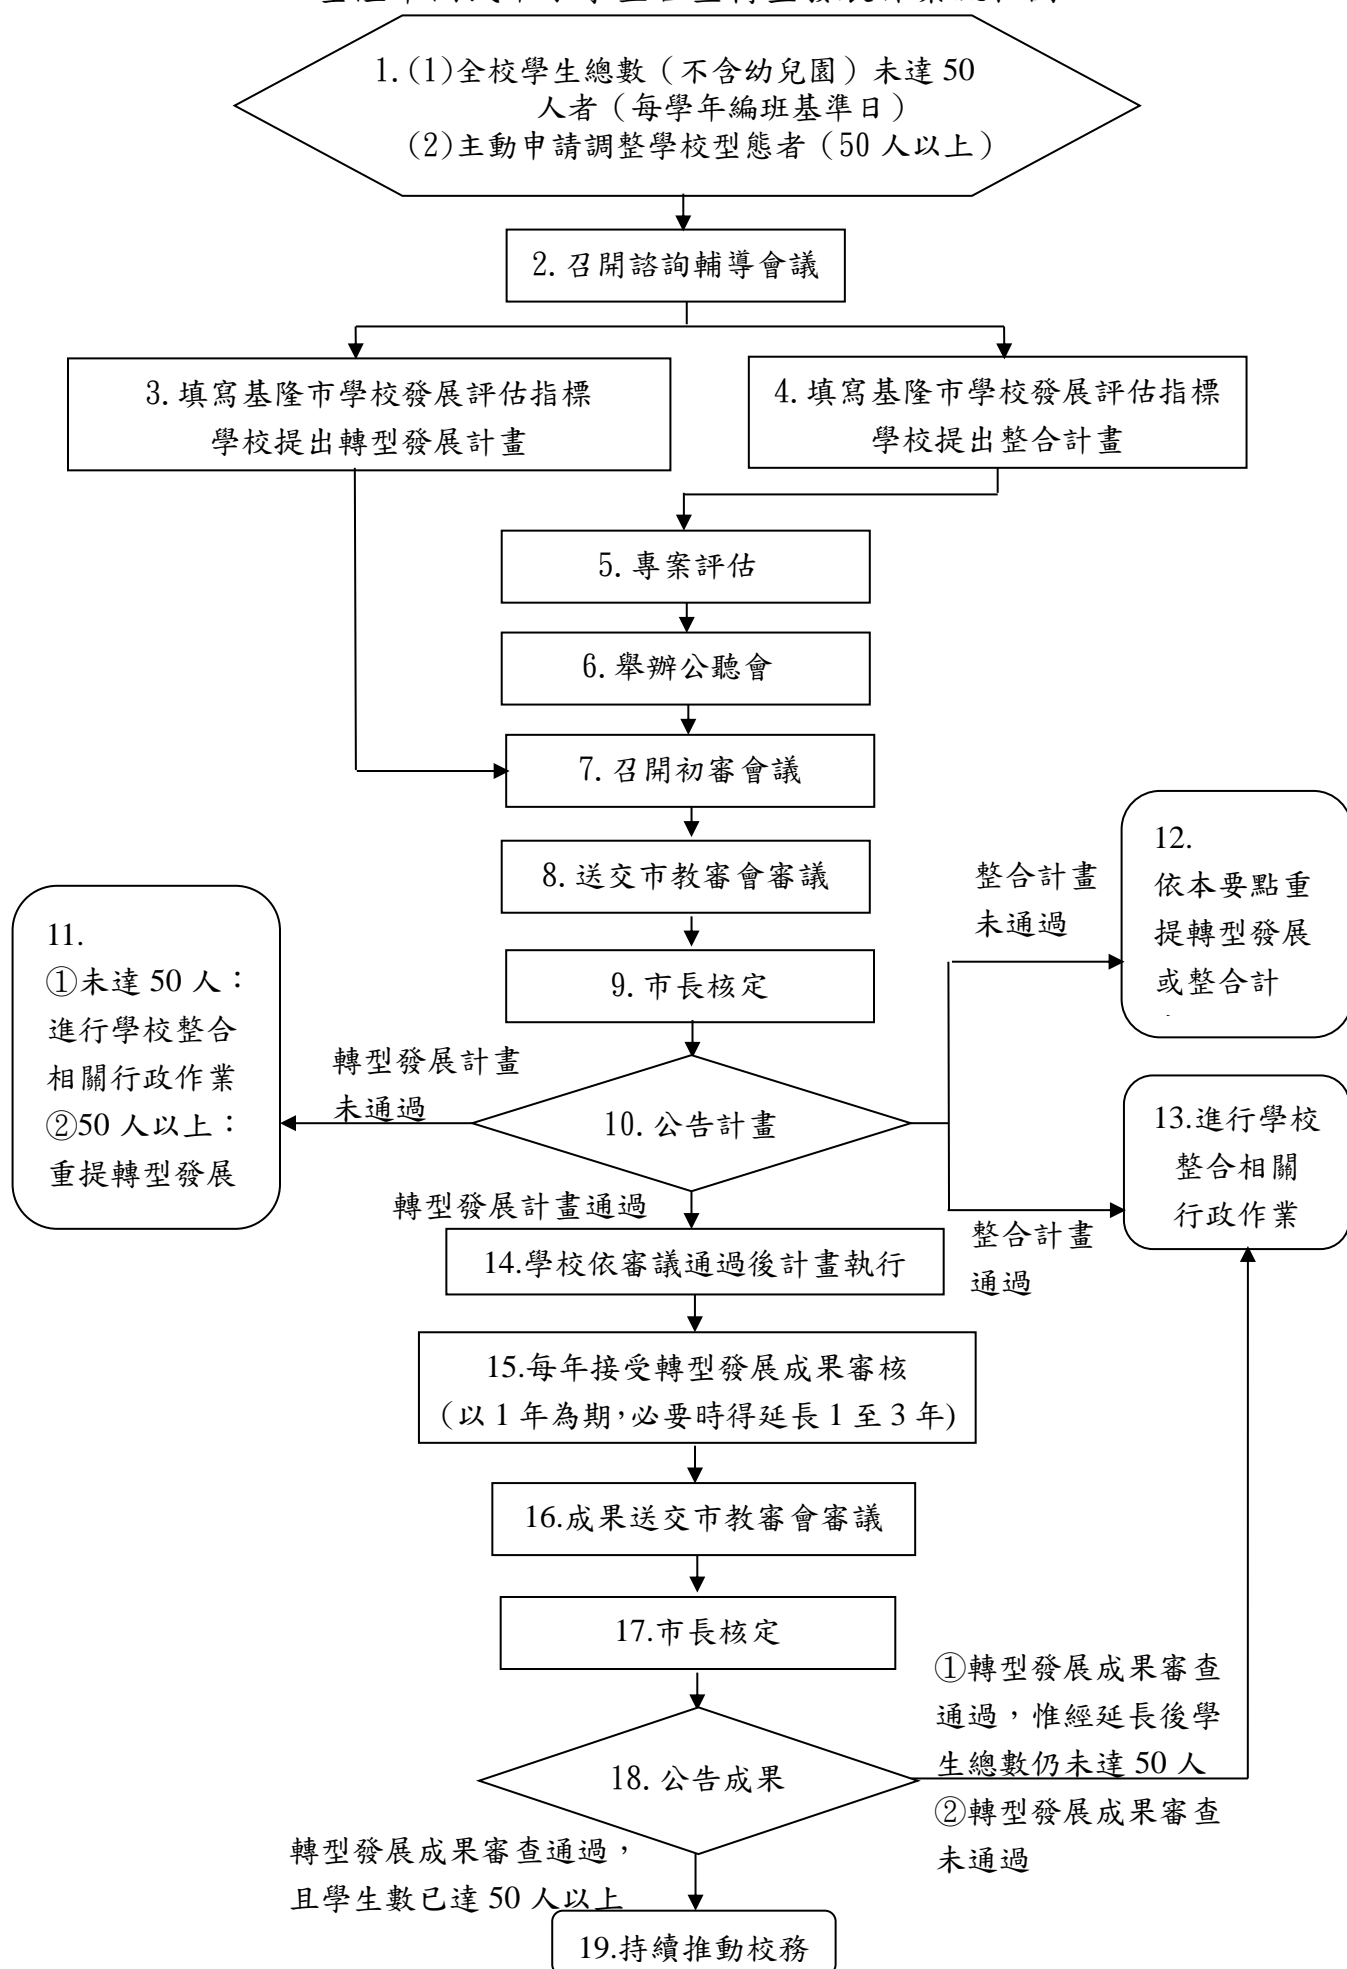 1.(1)全校學生總數（不含幼兒園）未達 50
人者（每學年編班基準日）
(2)主動申請調整學校型態者（50 人以上）
2.召開諮詢輔導會議
3.填寫基隆市學校發展評估指標
學校提出轉型發展計畫
4.填寫基隆市學校發展評估指標
學校提出整合計畫
5.專案評估
6.舉辦公聽會
7.召開初審會議
8.送交市教審會審議
9.市長核定
10.公告計畫
轉型發展計畫
未通過
11.
①未達 50 人：
進行學校整合
相關行政作業
②50 人以上：
重提轉型發展
整合計畫
未通過
12.
依本要點重
提轉型發展
或整合計
13.進行學校
整合相關
行政作業
整合計畫
通過
轉型發展計畫通過
14.學校依審議通過後計畫執行
15.每年接受轉型發展成果審核
（以 1 年為期，必要時得延長 1 至 3 年)
16.成果送交市教審會審議
17.市長核定
18.公告成果
①轉型發展成果審查
通過，惟經延長後學
生總數仍未達 50 人
②轉型發展成果審查
未通過
轉型發展成果審查通過，
且學生數已達 50 人以上
19.持續推動校務